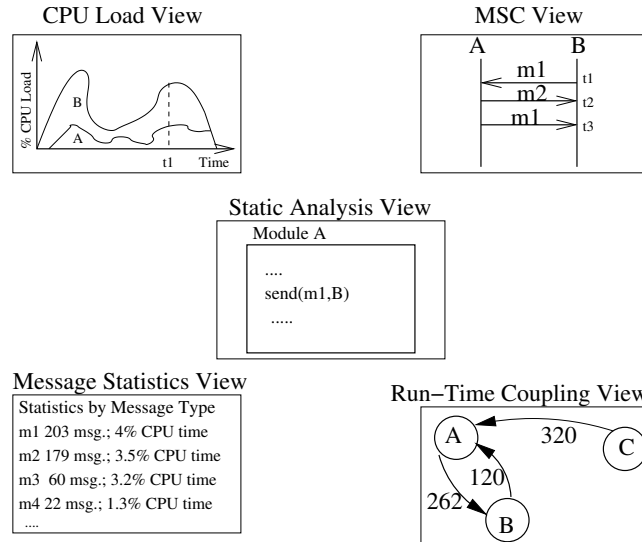 CPU Load View
% CPU Load
B
A
t1
Time
MSC View
A
B
m1
t1
m2
t2
m1
t3
Static Analysis View
Module A
....
send(m1,B)
.....
Message Statistics View
Statistics by Message Type
m1 203 msg.; 4% CPU time
m2 179 msg.; 3.5% CPU time
m3 60 msg.; 3.2% CPU time
m4 22 msg.; 1.3% CPU time
....
Run−Time Coupling View
A
C
320
120
262
B